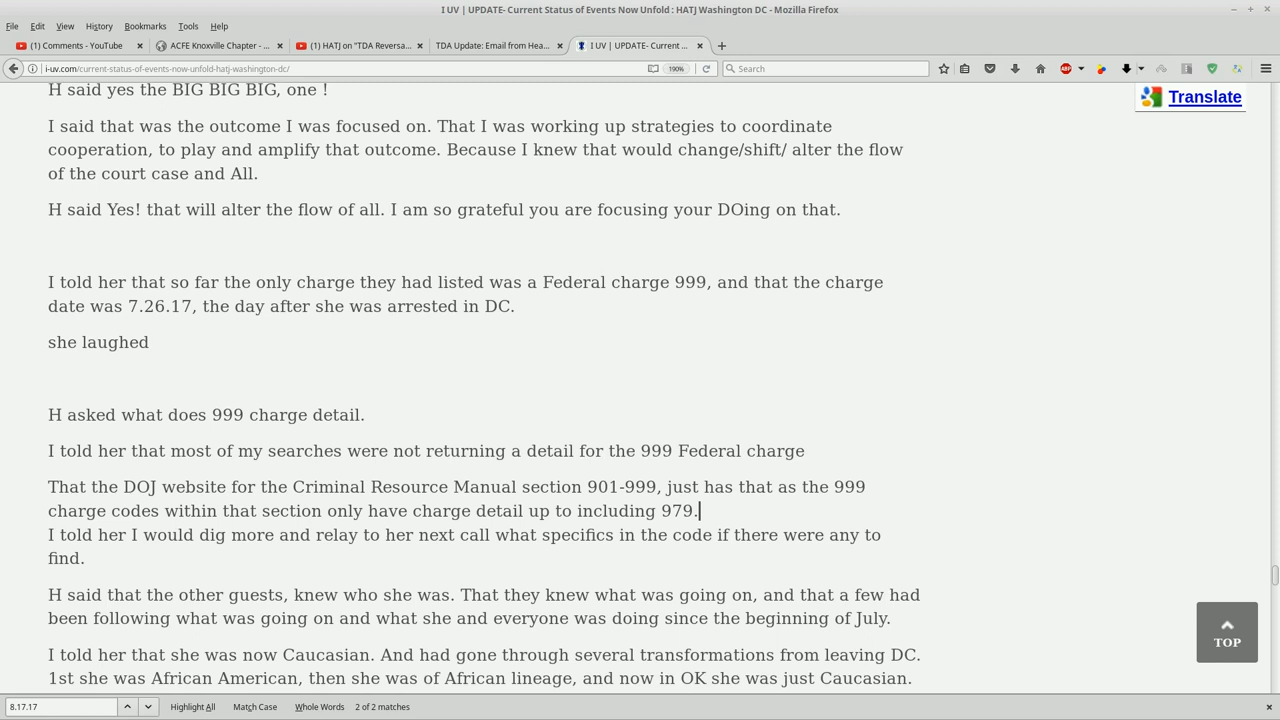 I UV | UPDATE- Current Status of Events Now Unfold : HATJ Washington DC - Mozilla Firefox
File Edit View History Bookmarks Tools Help
(1) Comments - YouTube
ACFE Knoxville Chapter - ...
(1) HATJ on "TDA Reversa...
TDA Update: Email from Hea...
I UV | UPDATE- Current ...
i-uv.com/current-status-of-events-now-unfold-hatj-washington-dc/
190%
Search
ABP
Translate
H said yes the BIG BIG BIG, one !
I said that was the outcome I was focused on. That I was working up strategies to coordinate
cooperation, to play and amplify that outcome. Because I knew that would change/shift/ alter the flow
of the court case and All.
H said Yes! that will alter the flow of all. I am so grateful you are focusing your DOing on that.
I told her that so far the only charge they had listed was a Federal charge 999, and that the charge
date was 7.26.17, the day after she was arrested in DC.
she laughed
H asked what does 999 charge detail.
I told her that most of my searches were not returning a detail for the 999 Federal charge
That the DOJ website for the Criminal Resource Manual section 901-999, just has that as the 999
charge codes within that section only have charge detail up to including 979.
I told her I would dig more and relay to her next call what specifics in the code if there were any to
find.
H said that the other guests, knew who she was. That they knew what was going on, and that a few had
been following what was going on and what she and everyone was doing since the beginning of July.
I told her that she was now Caucasian. And had gone through several transformations from leaving DC.
1st she was African American, then she was of African lineage, and now in OK she was just Caucasian.
TOP
8.17.17
Highlight All
Match Case
Whole Words
2 of 2 matches